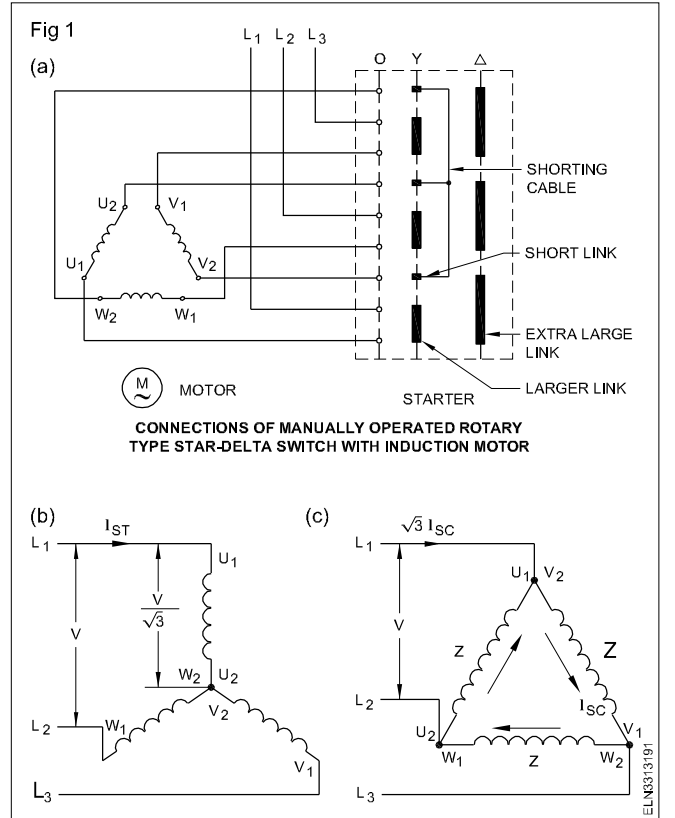 Fig 1
(a)
L1 L2 L3
O Y △
SHORTING
CABLE
U2 V1
U1 V2
SHORT LINK
W2 W1
EXTRA LARGE
LINK
M
~
MOTOR
STARTER
LARGER LINK
CONNECTIONS OF MANUALLY OPERATED ROTARY
TYPE STAR-DELTA SWITCH WITH INDUCTION MOTOR
(b)
L1
IST
U1
V
V
√3
W2 U2
V2
L2
W1
V1
L3
(c)
√3 ISC
L1
U1 V2
V
Z Z
ISC
L2
U2 V1
W1 W2
Z
L3
ELN3313191